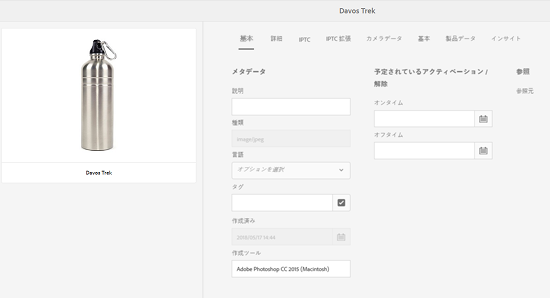 Davos Trek
基本 詳細 IPTC IPTC 拡張 カメラデータ 基本 製品データ インサイト
メタデータ
説明
種類
image/jpeg
言語
オプションを選択
タグ
作成済み
2016/05/17 14:44
作成ツール
Adobe Photoshop CC 2015 (Macintosh)
予定されているアクティベーション /
解除
オンタイム
オフタイム
参照
参照元
Davos Trek